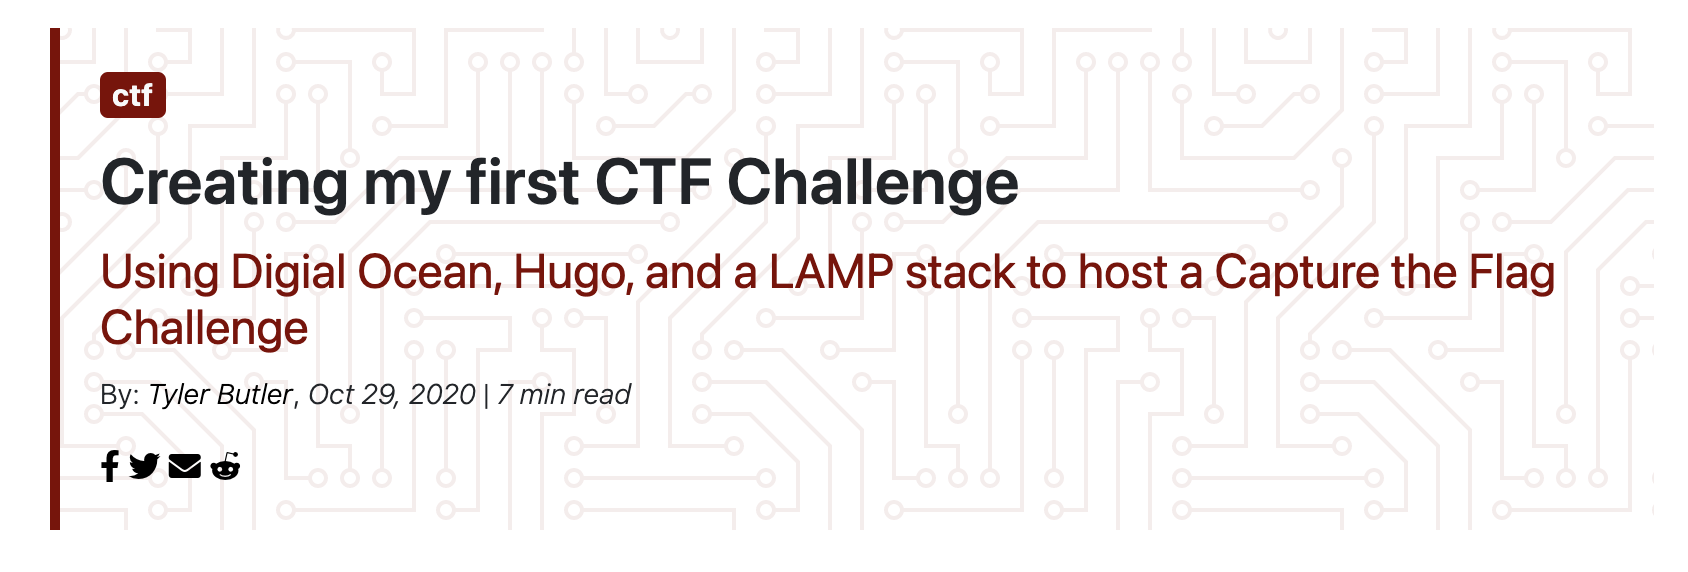 ctf
Creating my first CTF Challenge
Using Digial Ocean, Hugo, and a LAMP stack to host a Capture the Flag
Challenge
By: Tyler Butler, Oct 29, 2020 | 7 min read